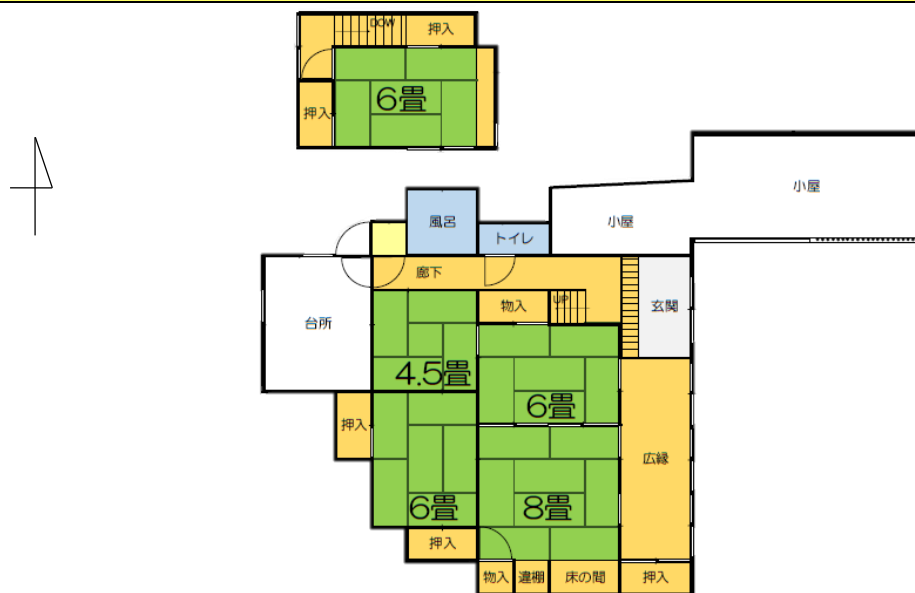 DOW
押入
6畳
押入
小屋
小屋
風呂
トイレ
廊下
物入
UP
玄関
台所
4.5畳
6畳
押入
広縁
6畳
8畳
押入
物入
違棚
床の間
押入